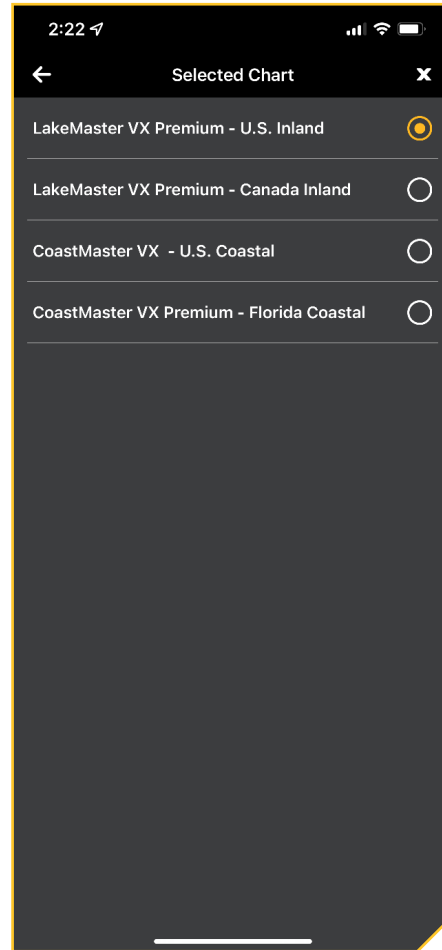 2:22
Selected Chart
LakeMaster VX Premium - U.S. Inland
LakeMaster VX Premium - Canada Inland
CoastMaster VX  - U.S. Coastal
CoastMaster VX Premium - Florida Coastal